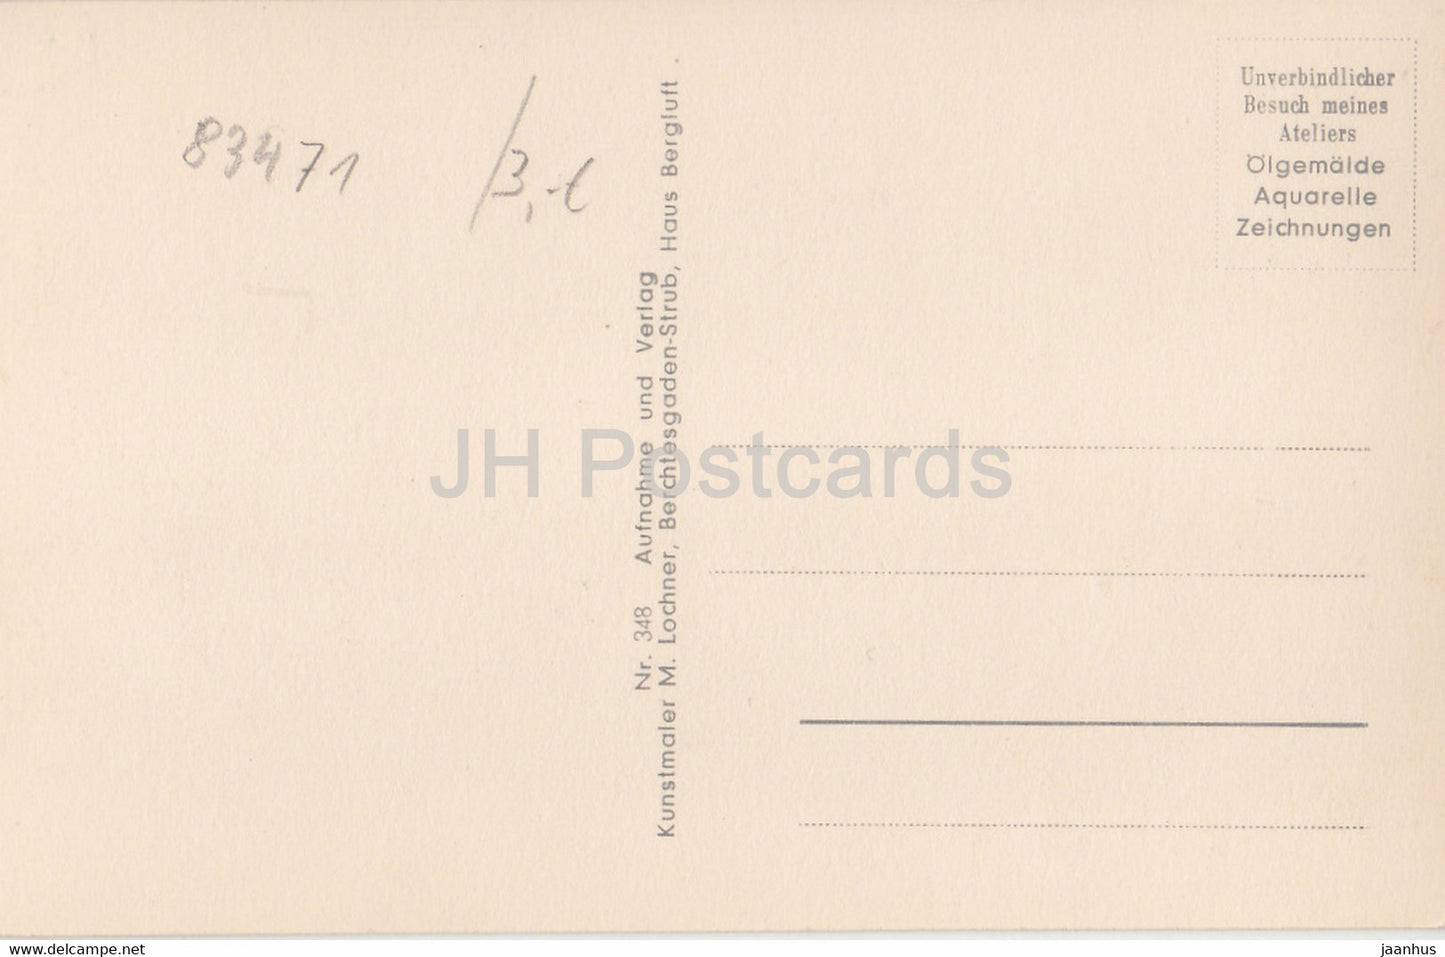 83471
/3,-
Nr. 348 Aufnahme und Verlag
Kunstmaler M. Lochner, Berchtesgaden-Strub, Haus Bergluft
Unverbindlicher
Besuch meines
Ateliers
Ölgemälde
Aquarelle
Zeichnungen
JH Postcards
www.delcampe.net
jaanhus